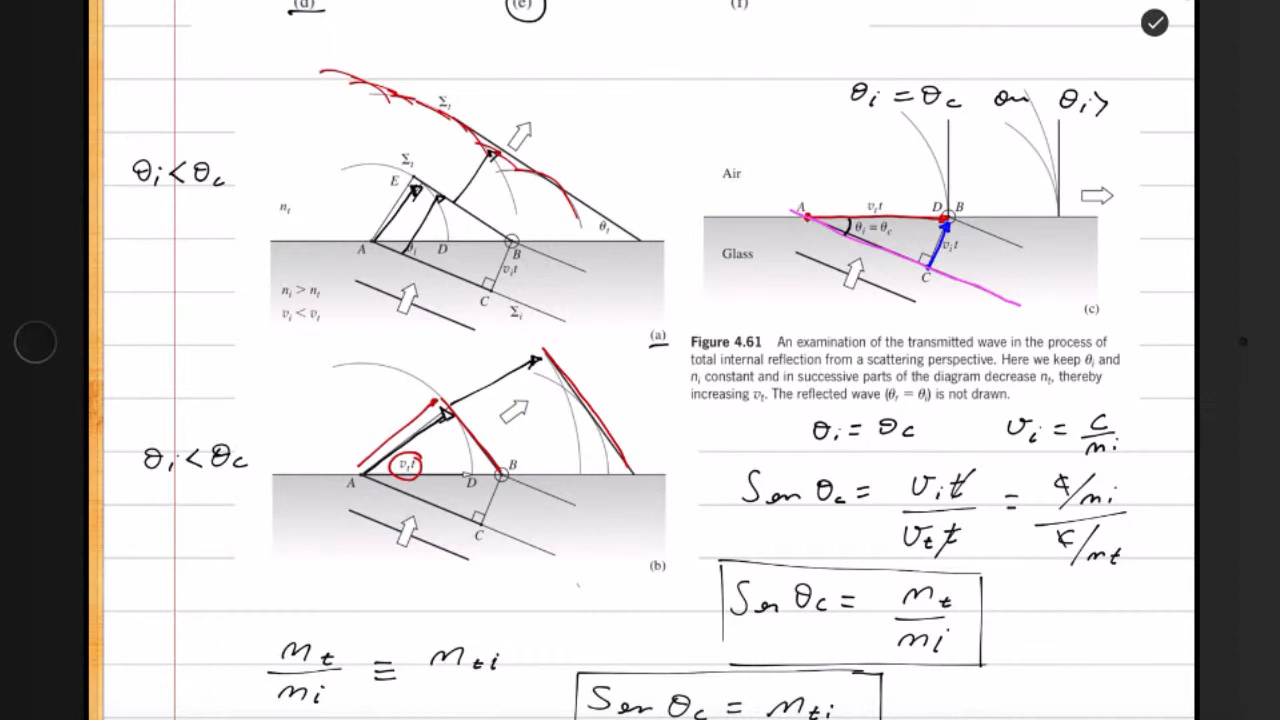 (d) (e) (f)
θi = θc ou θi>
θi < θc
Σt
Σt
E
nt
θt
A θi D B
vit
ni > nt
vi < vt
C
Σi
(a)
Air
A vtt D B
θi = θc
vit
Glass
C
(c)
Figure 4.61 An examination of the transmitted wave in the process of
total internal reflection from a scattering perspective. Here we keep θi and
ni constant and in successive parts of the diagram decrease nt, thereby
increasing vt. The reflected wave (θr = θi) is not drawn.
θi < θc
vtt
A D B
C
(b)
θi = θc vi = c/ni
Sen θc = vit/vtt = c/ni / c/nt
Sen θc = nt/ni
nt/ni ≡ nti
Sen θc = nti